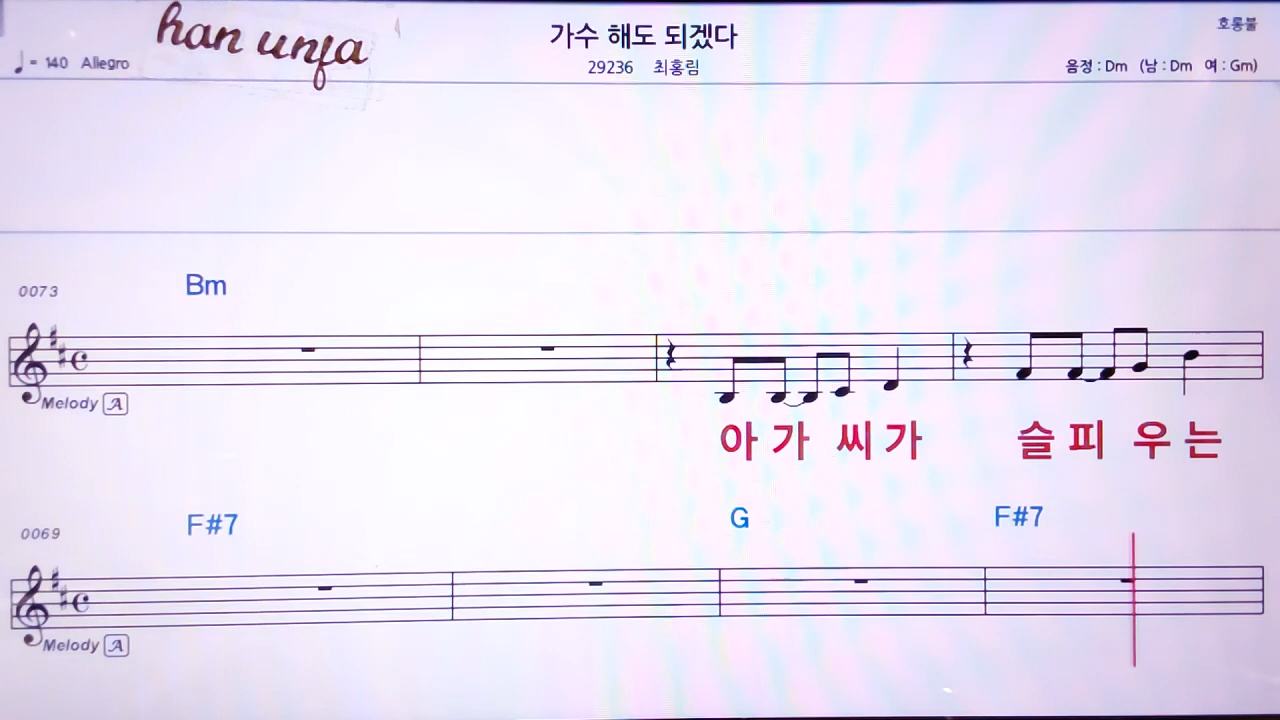 han unfa
가수 해도 되겠다
호롱불
♩= 140 Allegro
29236 최홍림
음정 : Dm (남 : Dm 여 : Gm)
0073 Bm
Melody A
아 가 씨 가 슬 피 우 는
0069 F#7 G F#7
Melody A